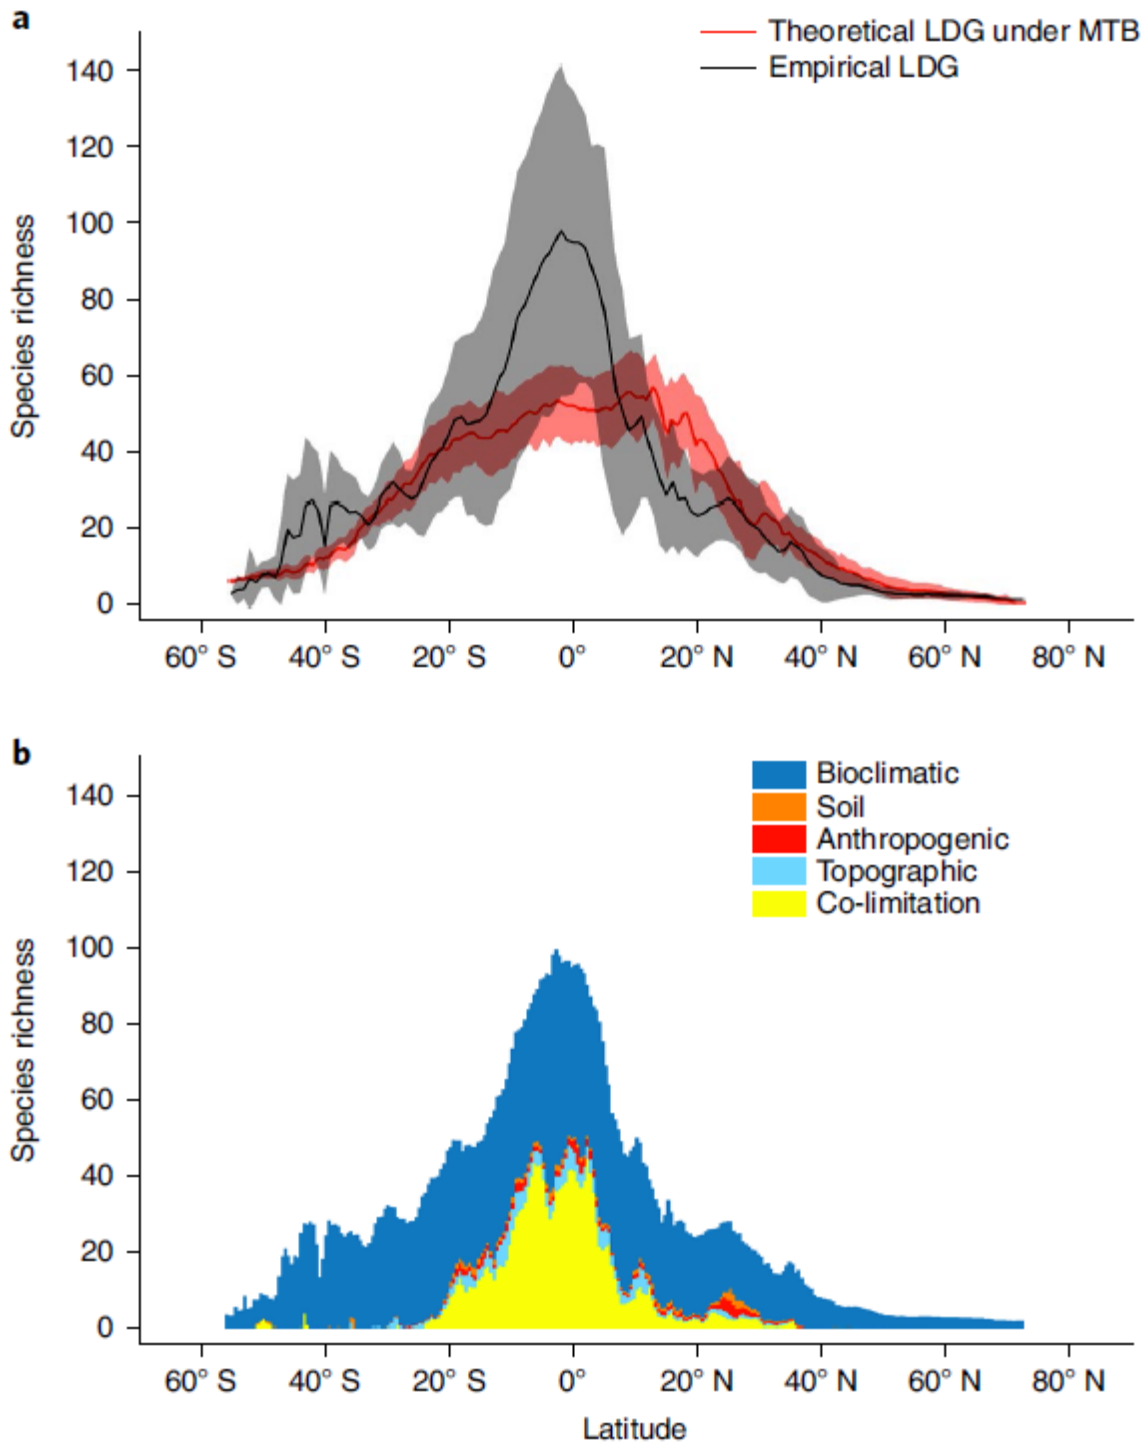 a
Theoretical LDG under MTB
Empirical LDG
140
120
100
80
60
40
20
0
Species richness
60° S 40° S 20° S 0° 20° N 40° N 60° N 80° N
b
Bioclimatic
Soil
Anthropogenic
Topographic
Co-limitation
140
120
100
80
60
40
20
0
Species richness
60° S 40° S 20° S 0° 20° N 40° N 60° N 80° N
Latitude